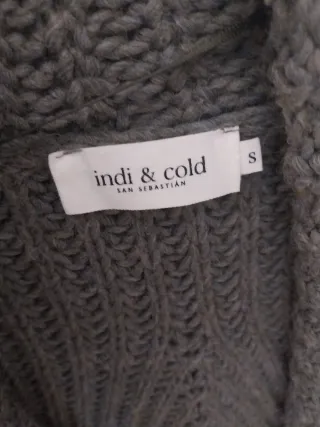 indi & cold
SAN SEBASTIÁN
S